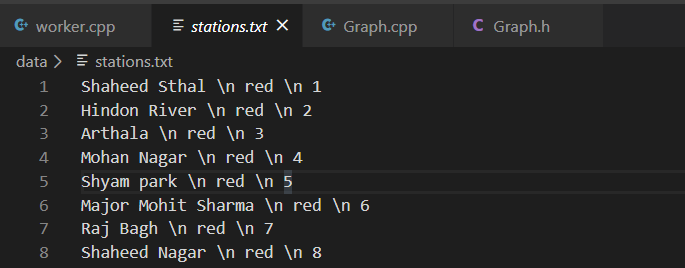 worker.cpp stations.txt Graph.cpp Graph.h
data > stations.txt
1 Shaheed Sthal \n red \n 1
2 Hindon River \n red \n 2
3 Arthala \n red \n 3
4 Mohan Nagar \n red \n 4
5 Shyam park \n red \n 5
6 Major Mohit Sharma \n red \n 6
7 Raj Bagh \n red \n 7
8 Shaheed Nagar \n red \n 8